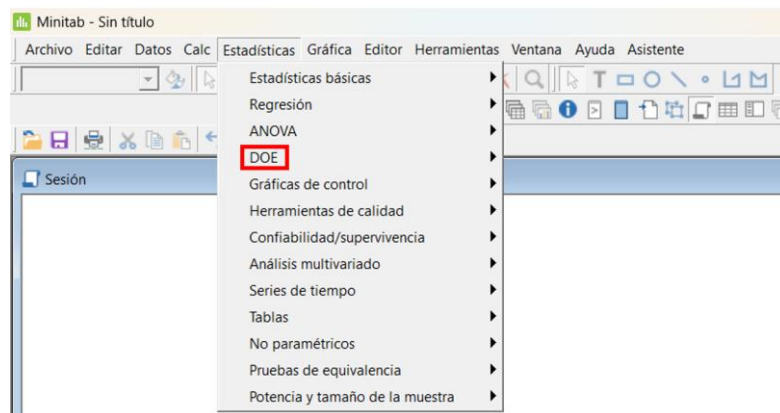 Minitab - Sin título
Archivo Editar Datos Calc Estadísticas Gráfica Editor Herramientas Ventana Ayuda Asistente
Estadísticas básicas
Regresión
ANOVA
DOE
Gráficas de control
Herramientas de calidad
Confiabilidad/supervivencia
Análisis multivariado
Series de tiempo
Tablas
No paramétricos
Pruebas de equivalencia
Potencia y tamaño de la muestra
Sesión